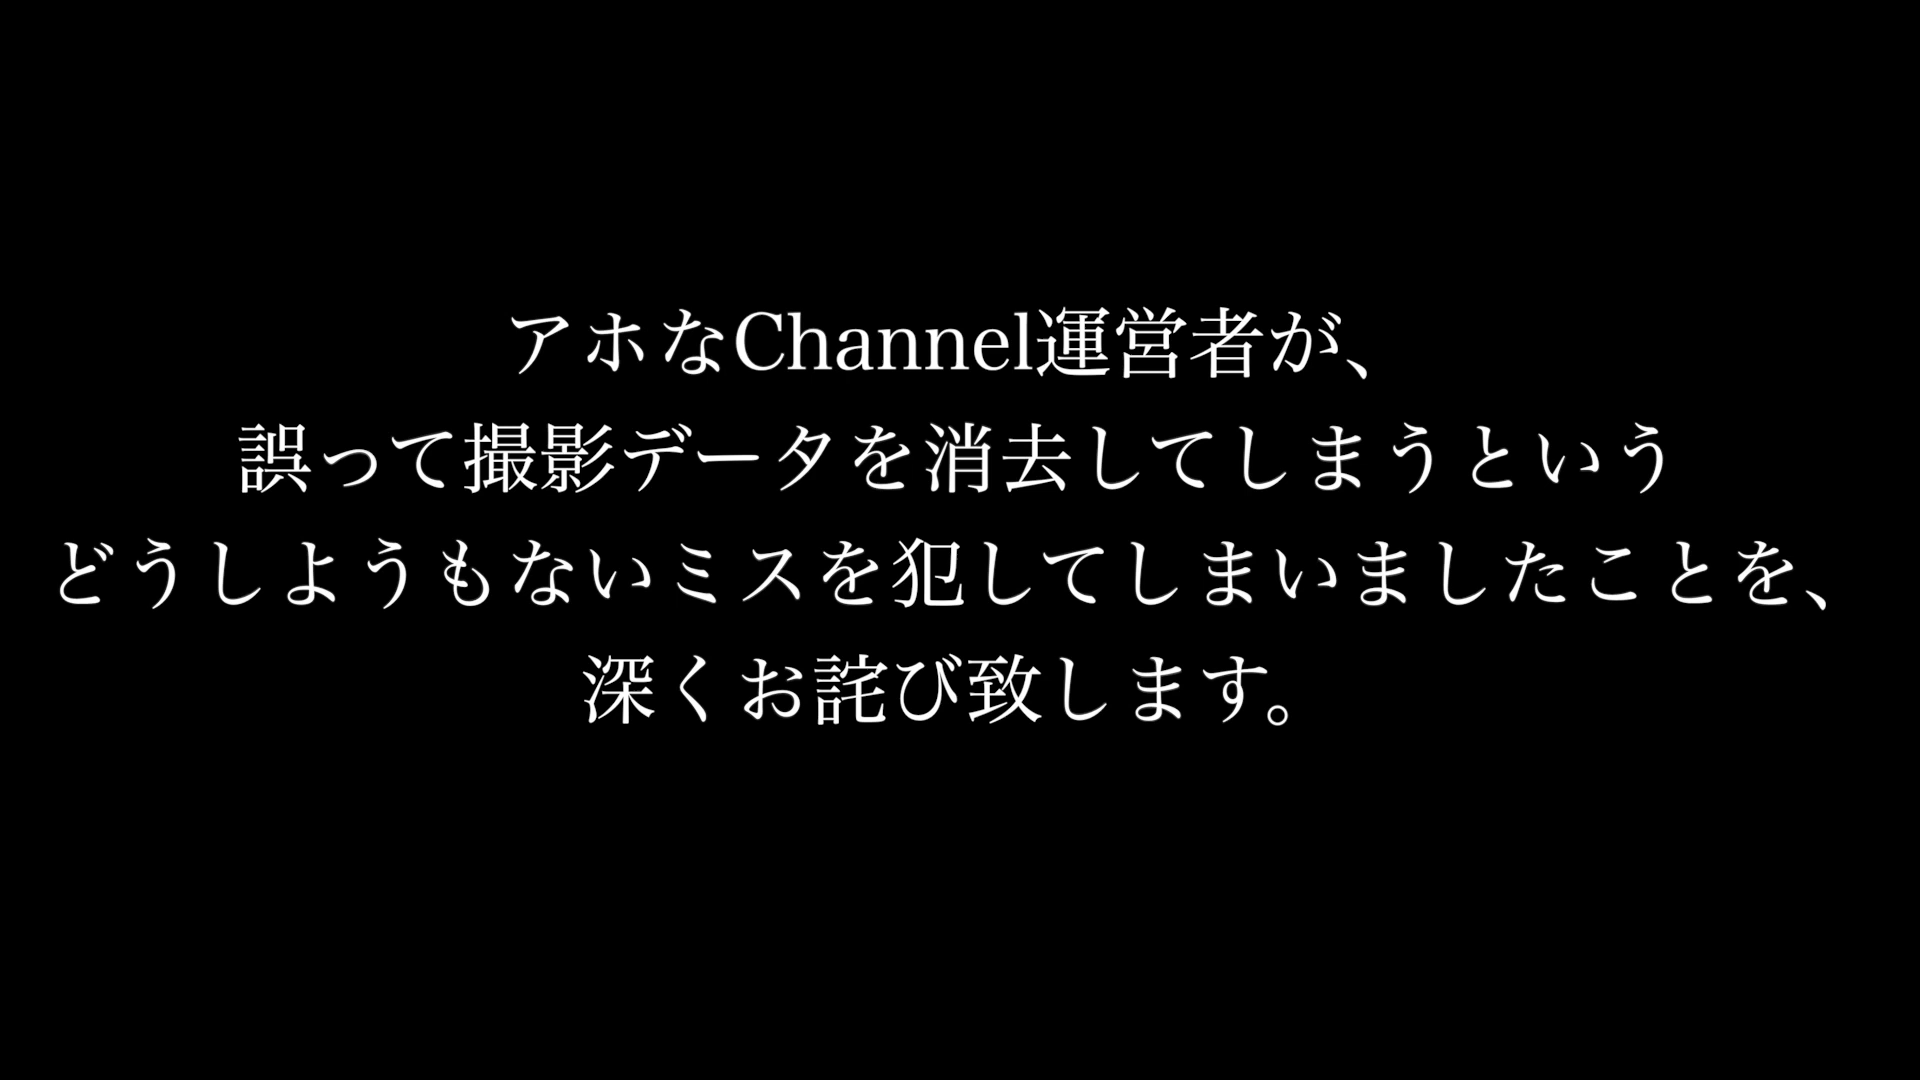 アホなChannel運営者が、
誤って撮影データを消去してしまうという
どうしようもないミスを犯してしまいましたことを、
深くお詫び致します。